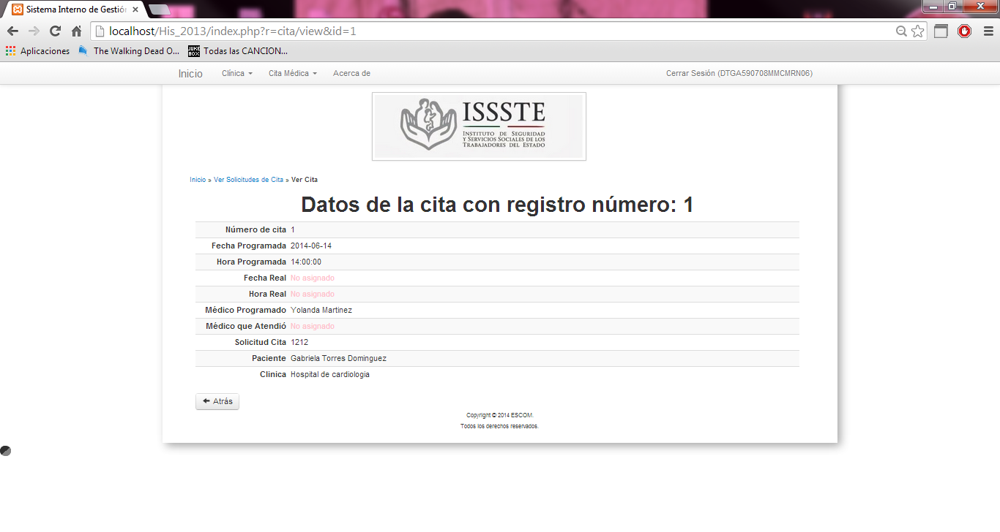 Sistema Interno de Gestión
localhost/His_2013/index.php?r=cita/view&id=1
Aplicaciones The Walking Dead O... JUKE BOX Todas las CANCION...
Inicio Clínica Cita Médica Acerca de Cerrar Sesión (DTGA590708MMCMRN06)
ISSSTE
INSTITUTO DE SEGURIDAD
Y SERVICIOS SOCIALES DE LOS
TRABAJADORES DEL ESTADO
Inicio » Ver Solicitudes de Cita » Ver Cita
Datos de la cita con registro número: 1
Número de cita 1
Fecha Programada 2014-06-14
Hora Programada 14:00:00
Fecha Real No asignado
Hora Real No asignado
Médico Programado Yolanda Martinez
Médico que Atendió No asignado
Solicitud Cita 1212
Paciente Gabriela Torres Dominguez
Clinica Hospital de cardiologia
Atrás
Copyright © 2014 ESCOM.
Todos los derechos reservados.